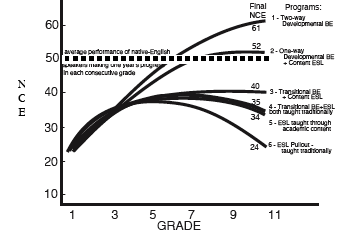 Final
NCE
Programs:
60
61
1 - Two-way
Developmental BE
52
2 - One-way
Developmental BE
+ Content ESL
average performance of native-English
50
speakers making one year's progress
in each consecutive grade
N
C
E
40
40
3 - Transitional BE
+ Content ESL
35
4 - Transitional BE+ESL
both taught traditionally
34
30
5 - ESL taught through
academic content
24
6 - ESL Pullout -
taught traditionally
20
10
1 3 5 7 9 11
GRADE